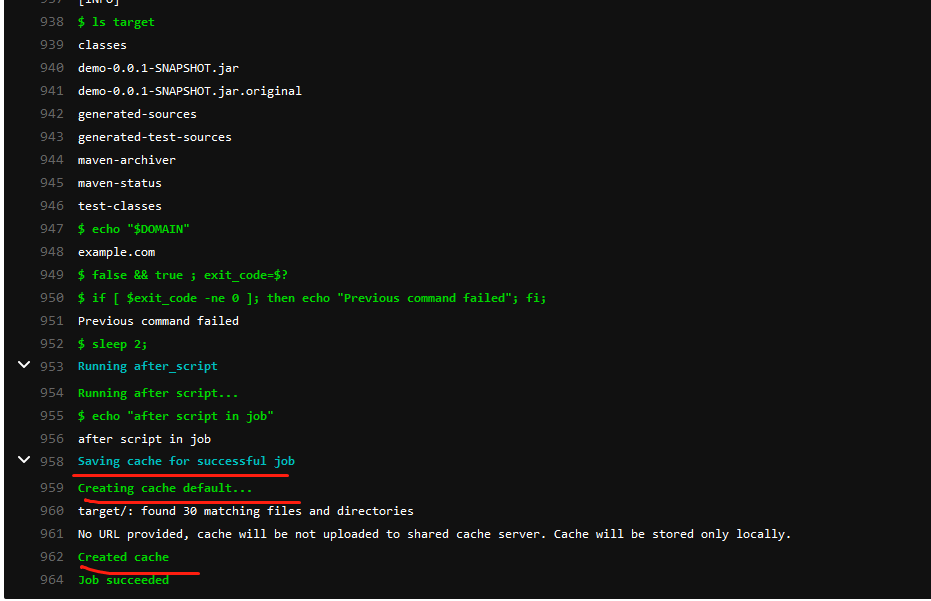 937 [INFO]
938 $ ls target
939 classes
940 demo-0.0.1-SNAPSHOT.jar
941 demo-0.0.1-SNAPSHOT.jar.original
942 generated-sources
943 generated-test-sources
944 maven-archiver
945 maven-status
946 test-classes
947 $ echo "$DOMAIN"
948 example.com
949 $ false && true ; exit_code=$?
950 $ if [ $exit_code -ne 0 ]; then echo "Previous command failed"; fi;
951 Previous command failed
952 $ sleep 2;
953 Running after_script
954 Running after script...
955 $ echo "after script in job"
956 after script in job
958 Saving cache for successful job
959 Creating cache default...
960 target/: found 30 matching files and directories
961 No URL provided, cache will be not uploaded to shared cache server. Cache will be stored only locally.
962 Created cache
964 Job succeeded